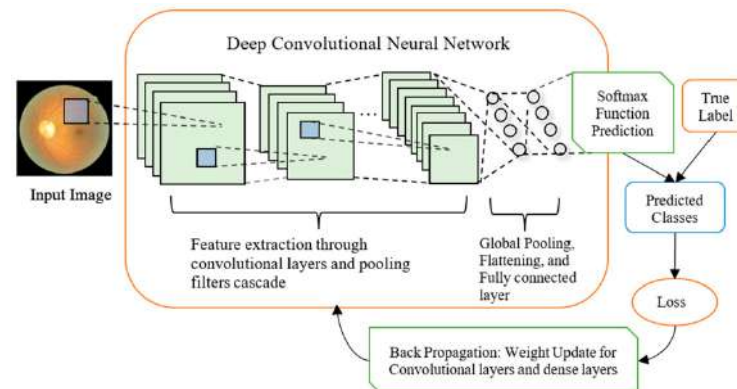 Deep Convolutional Neural Network
Input Image
Softmax
Function
Prediction
True
Label
Predicted
Classes
Feature extraction through
convolutional layers and pooling
filters cascade
Global Pooling,
Flattening, and
Fully connected
layer
Loss
Back Propagation: Weight Update for
Convolutional layers and dense layers